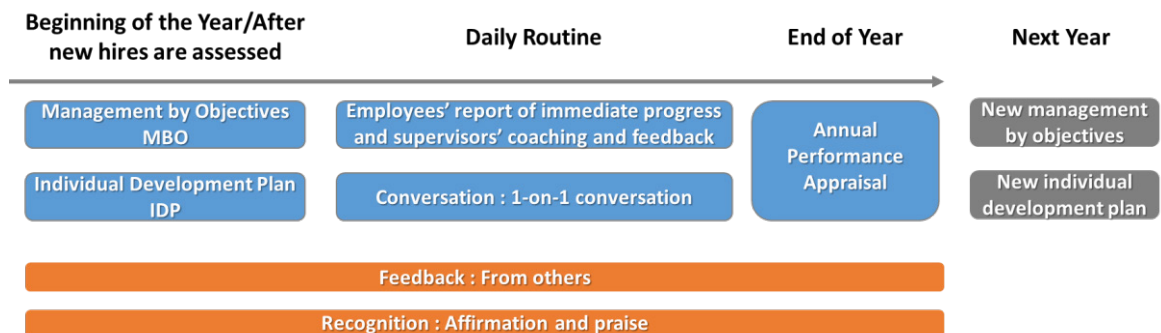 Beginning of the Year/After
new hires are assessed
Daily Routine
End of Year
Next Year
Management by Objectives
MBO
Employees' report of immediate progress
and supervisors' coaching and feedback
Annual
Performance
Appraisal
New management
by objectives
Individual Development Plan
IDP
Conversation : 1-on-1 conversation
New individual
development plan
Feedback : From others
Recognition : Affirmation and praise